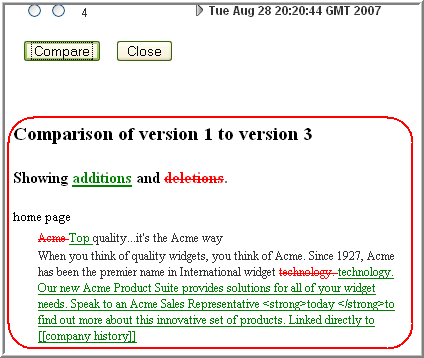 4 Tue Aug 28 20:20:44 GMT 2007
Compare Close
Comparison of version 1 to version 3
Showing additions and deletions.
home page
Acme Top quality...it's the Acme way
When you think of quality widgets, you think of Acme. Since 1927, Acme
has been the premier name in International widget technology. technology.
Our new Acme Product Suite provides solutions for all of your widget
needs. Speak to an Acme Sales Representative <strong>today </strong>to
find out more about this innovative set of products. Linked directly to
[[company history]]